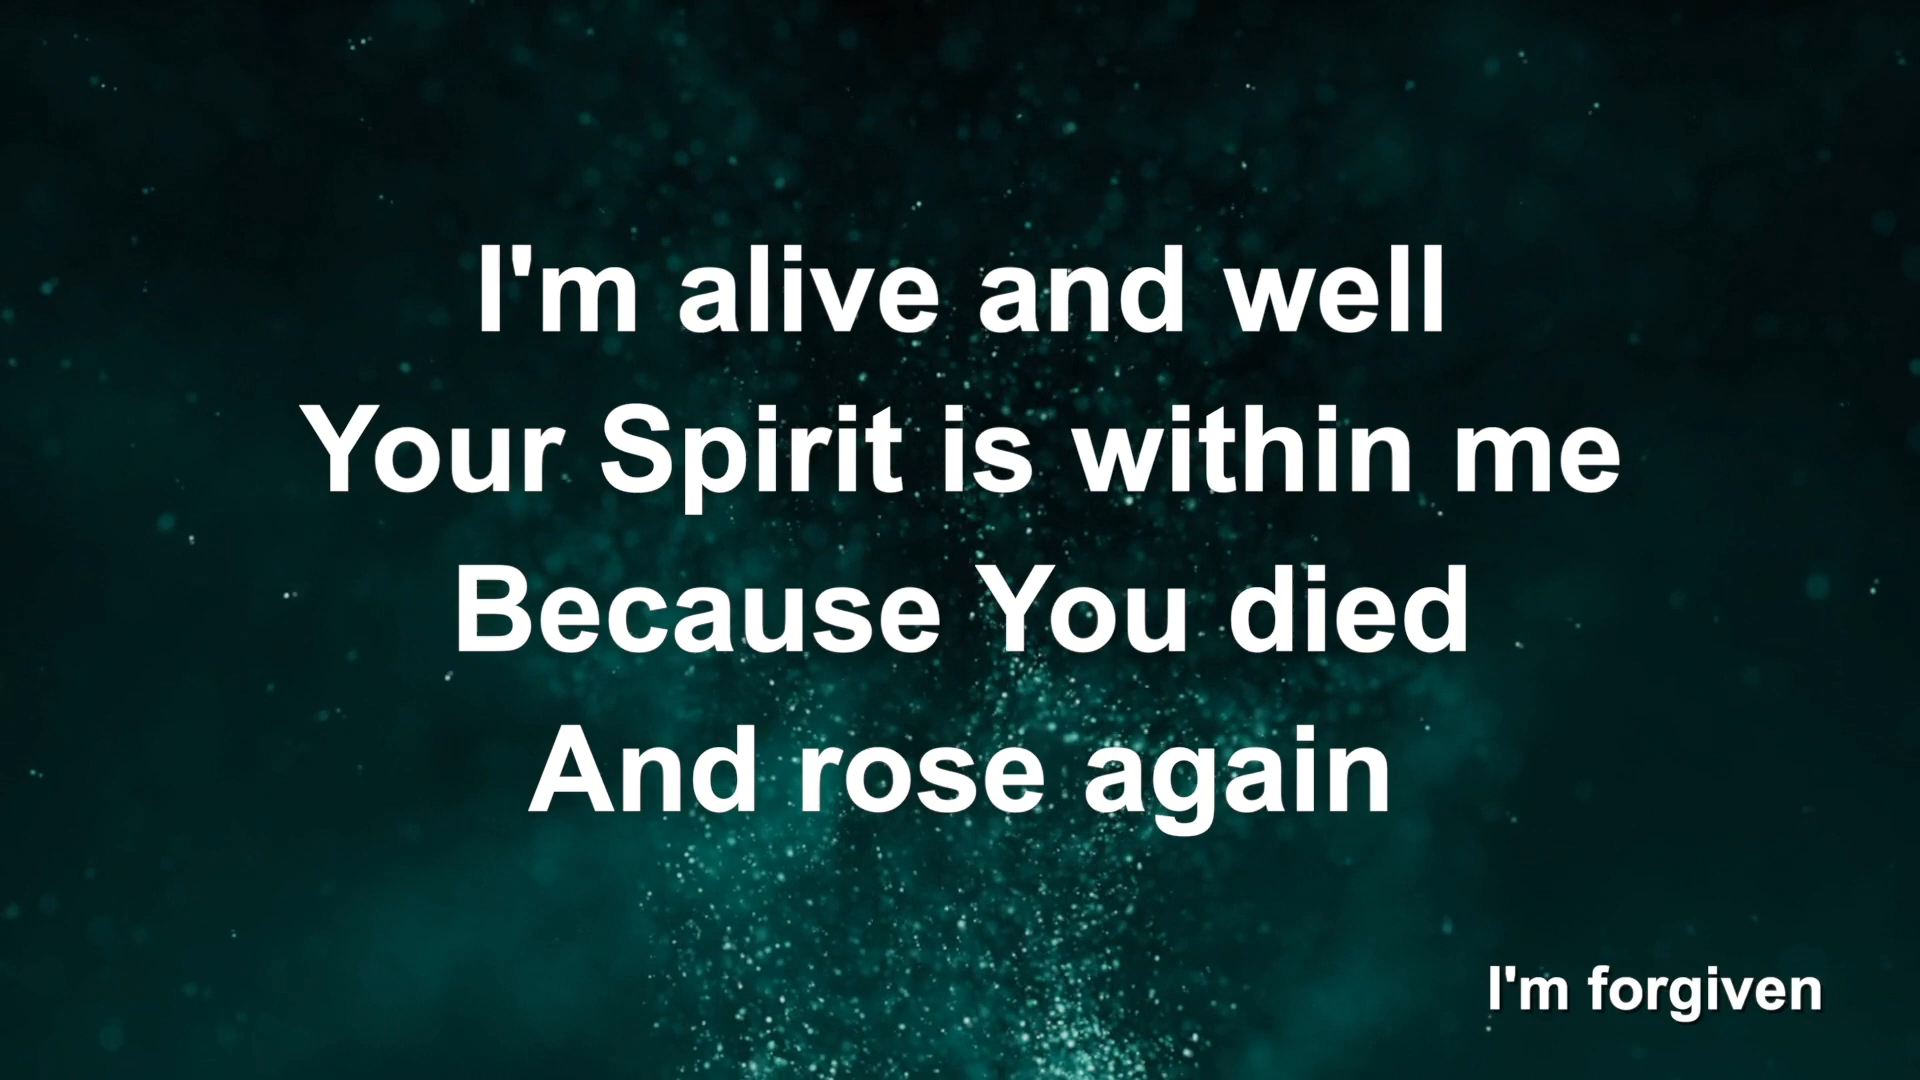 I'm alive and well
Your Spirit is within me
Because You died
And rose again
I'm forgiven